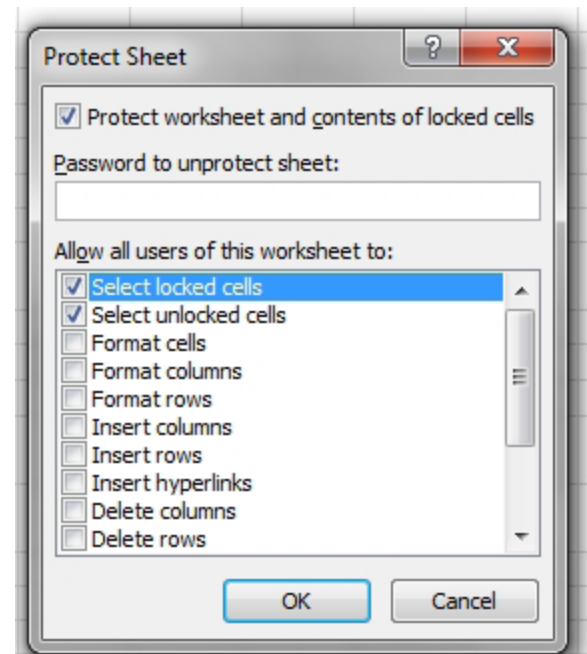 Protect Sheet
Protect worksheet and contents of locked cells
Password to unprotect sheet:
Allow all users of this worksheet to:
Select locked cells
Select unlocked cells
Format cells
Format columns
Format rows
Insert columns
Insert rows
Insert hyperlinks
Delete columns
Delete rows
OK Cancel